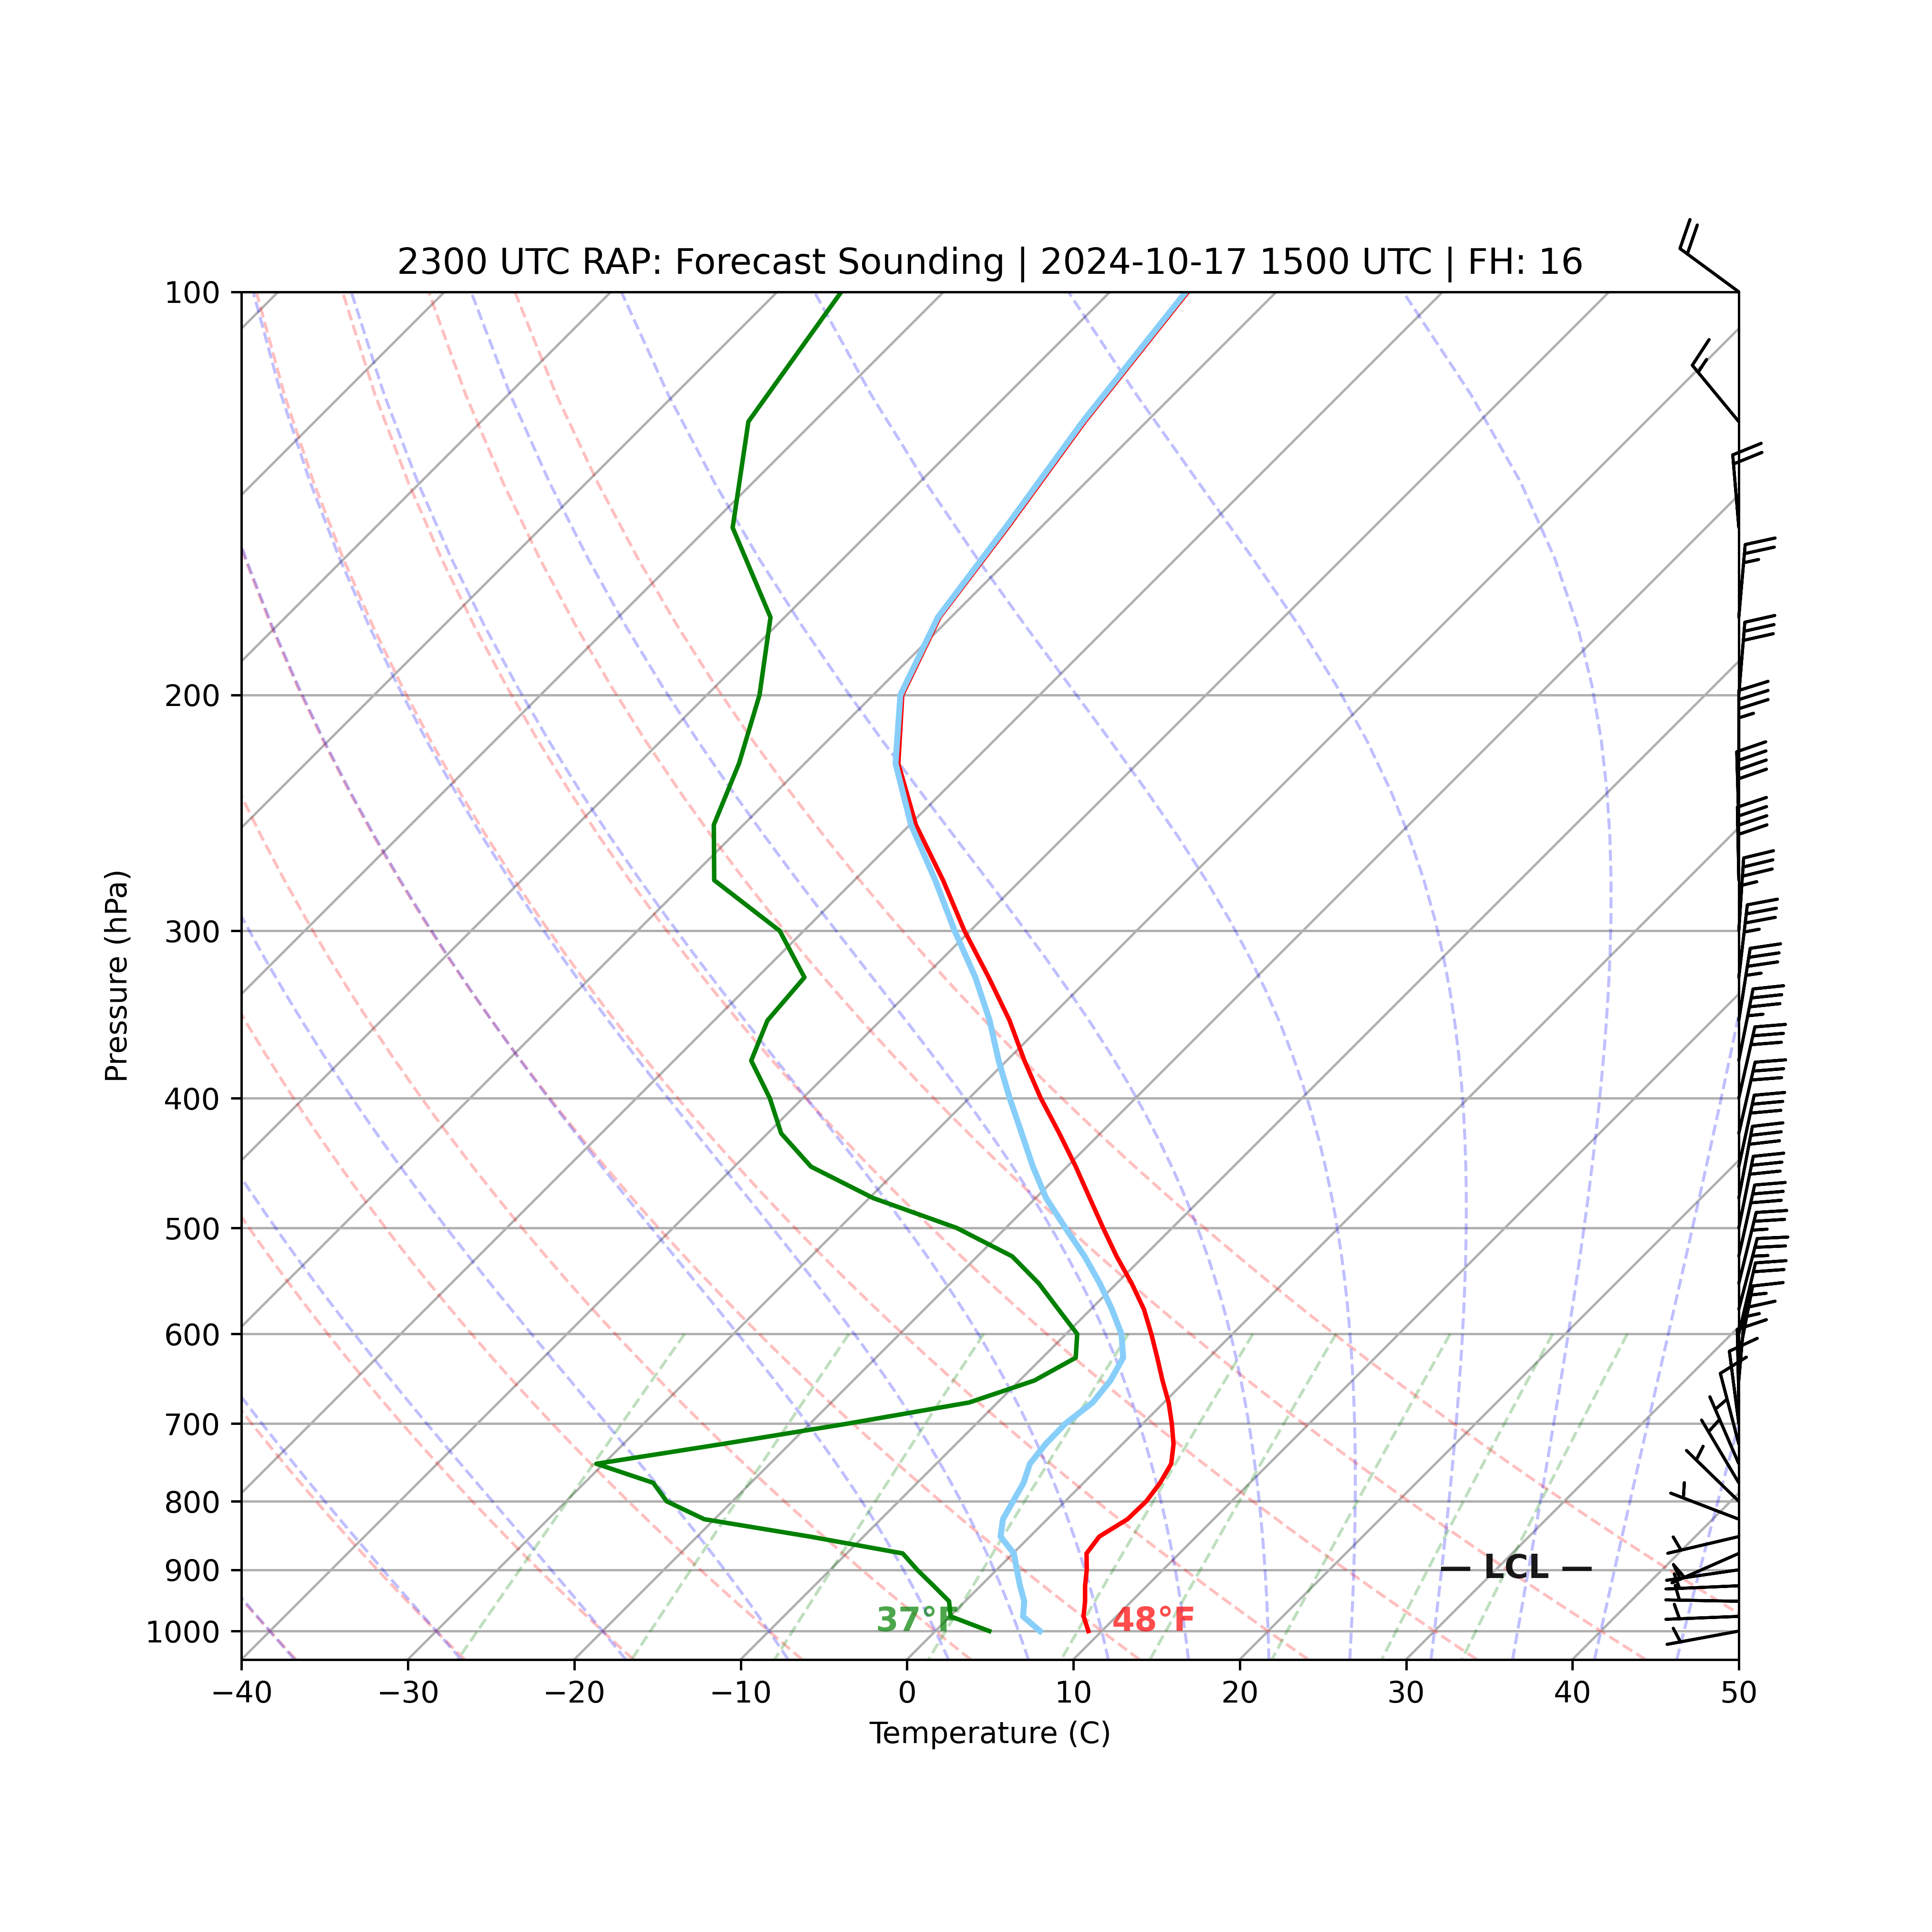 2300 UTC RAP: Forecast Sounding | 2024-10-17 1500 UTC | FH: 16
100
200
300
400
500
600
700
800
900
1000
Pressure (hPa)
— LCL —
37°F
48°F
−40 −30 −20 −10 0 10 20 30 40 50
Temperature (C)